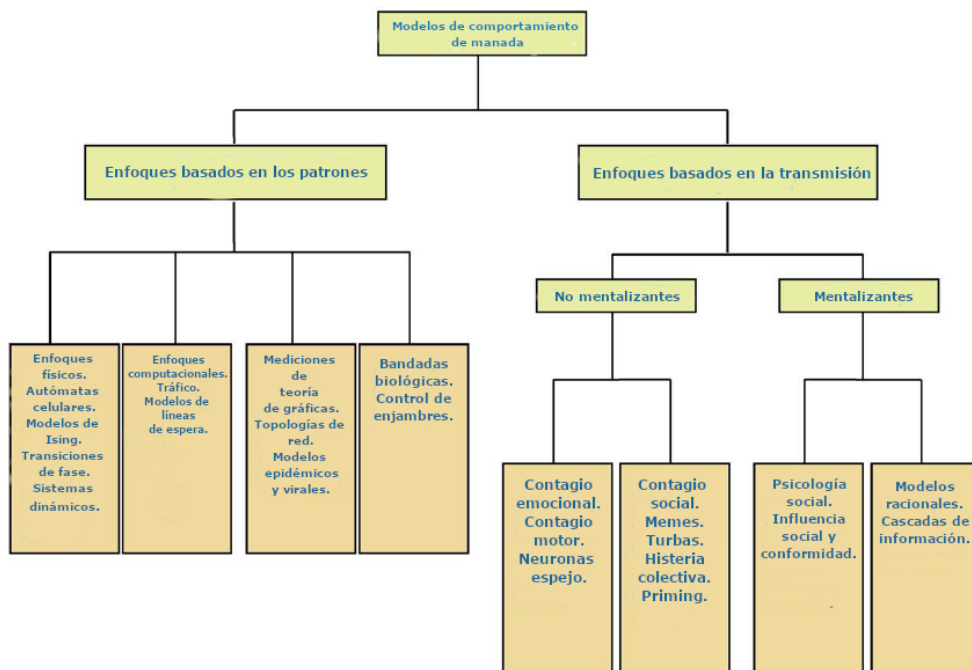 Modelos de comportamiento
de manada
Enfoques basados en los patrones
Enfoques basados en la transmisión
No mentalizantes
Mentalizantes
Enfoques
físicos.
Autómatas
celulares.
Modelos de
Ising.
Transiciones
de fase.
Sistemas
dinámicos.
Enfoques
computacionales.
Tráfico.
Modelos de
líneas
de espera.
Mediciones
de
teoría
de gráficas.
Topologías de
red.
Modelos
epidémicos
y virales.
Bandadas
biológicas.
Control de
enjambres.
Contagio
emocional.
Contagio
motor.
Neuronas
espejo.
Contagio
social.
Memes.
Turbas.
Histeria
colectiva.
Priming.
Psicología
social.
Influencia
social y
conformidad.
Modelos
racionales.
Cascadas de
información.